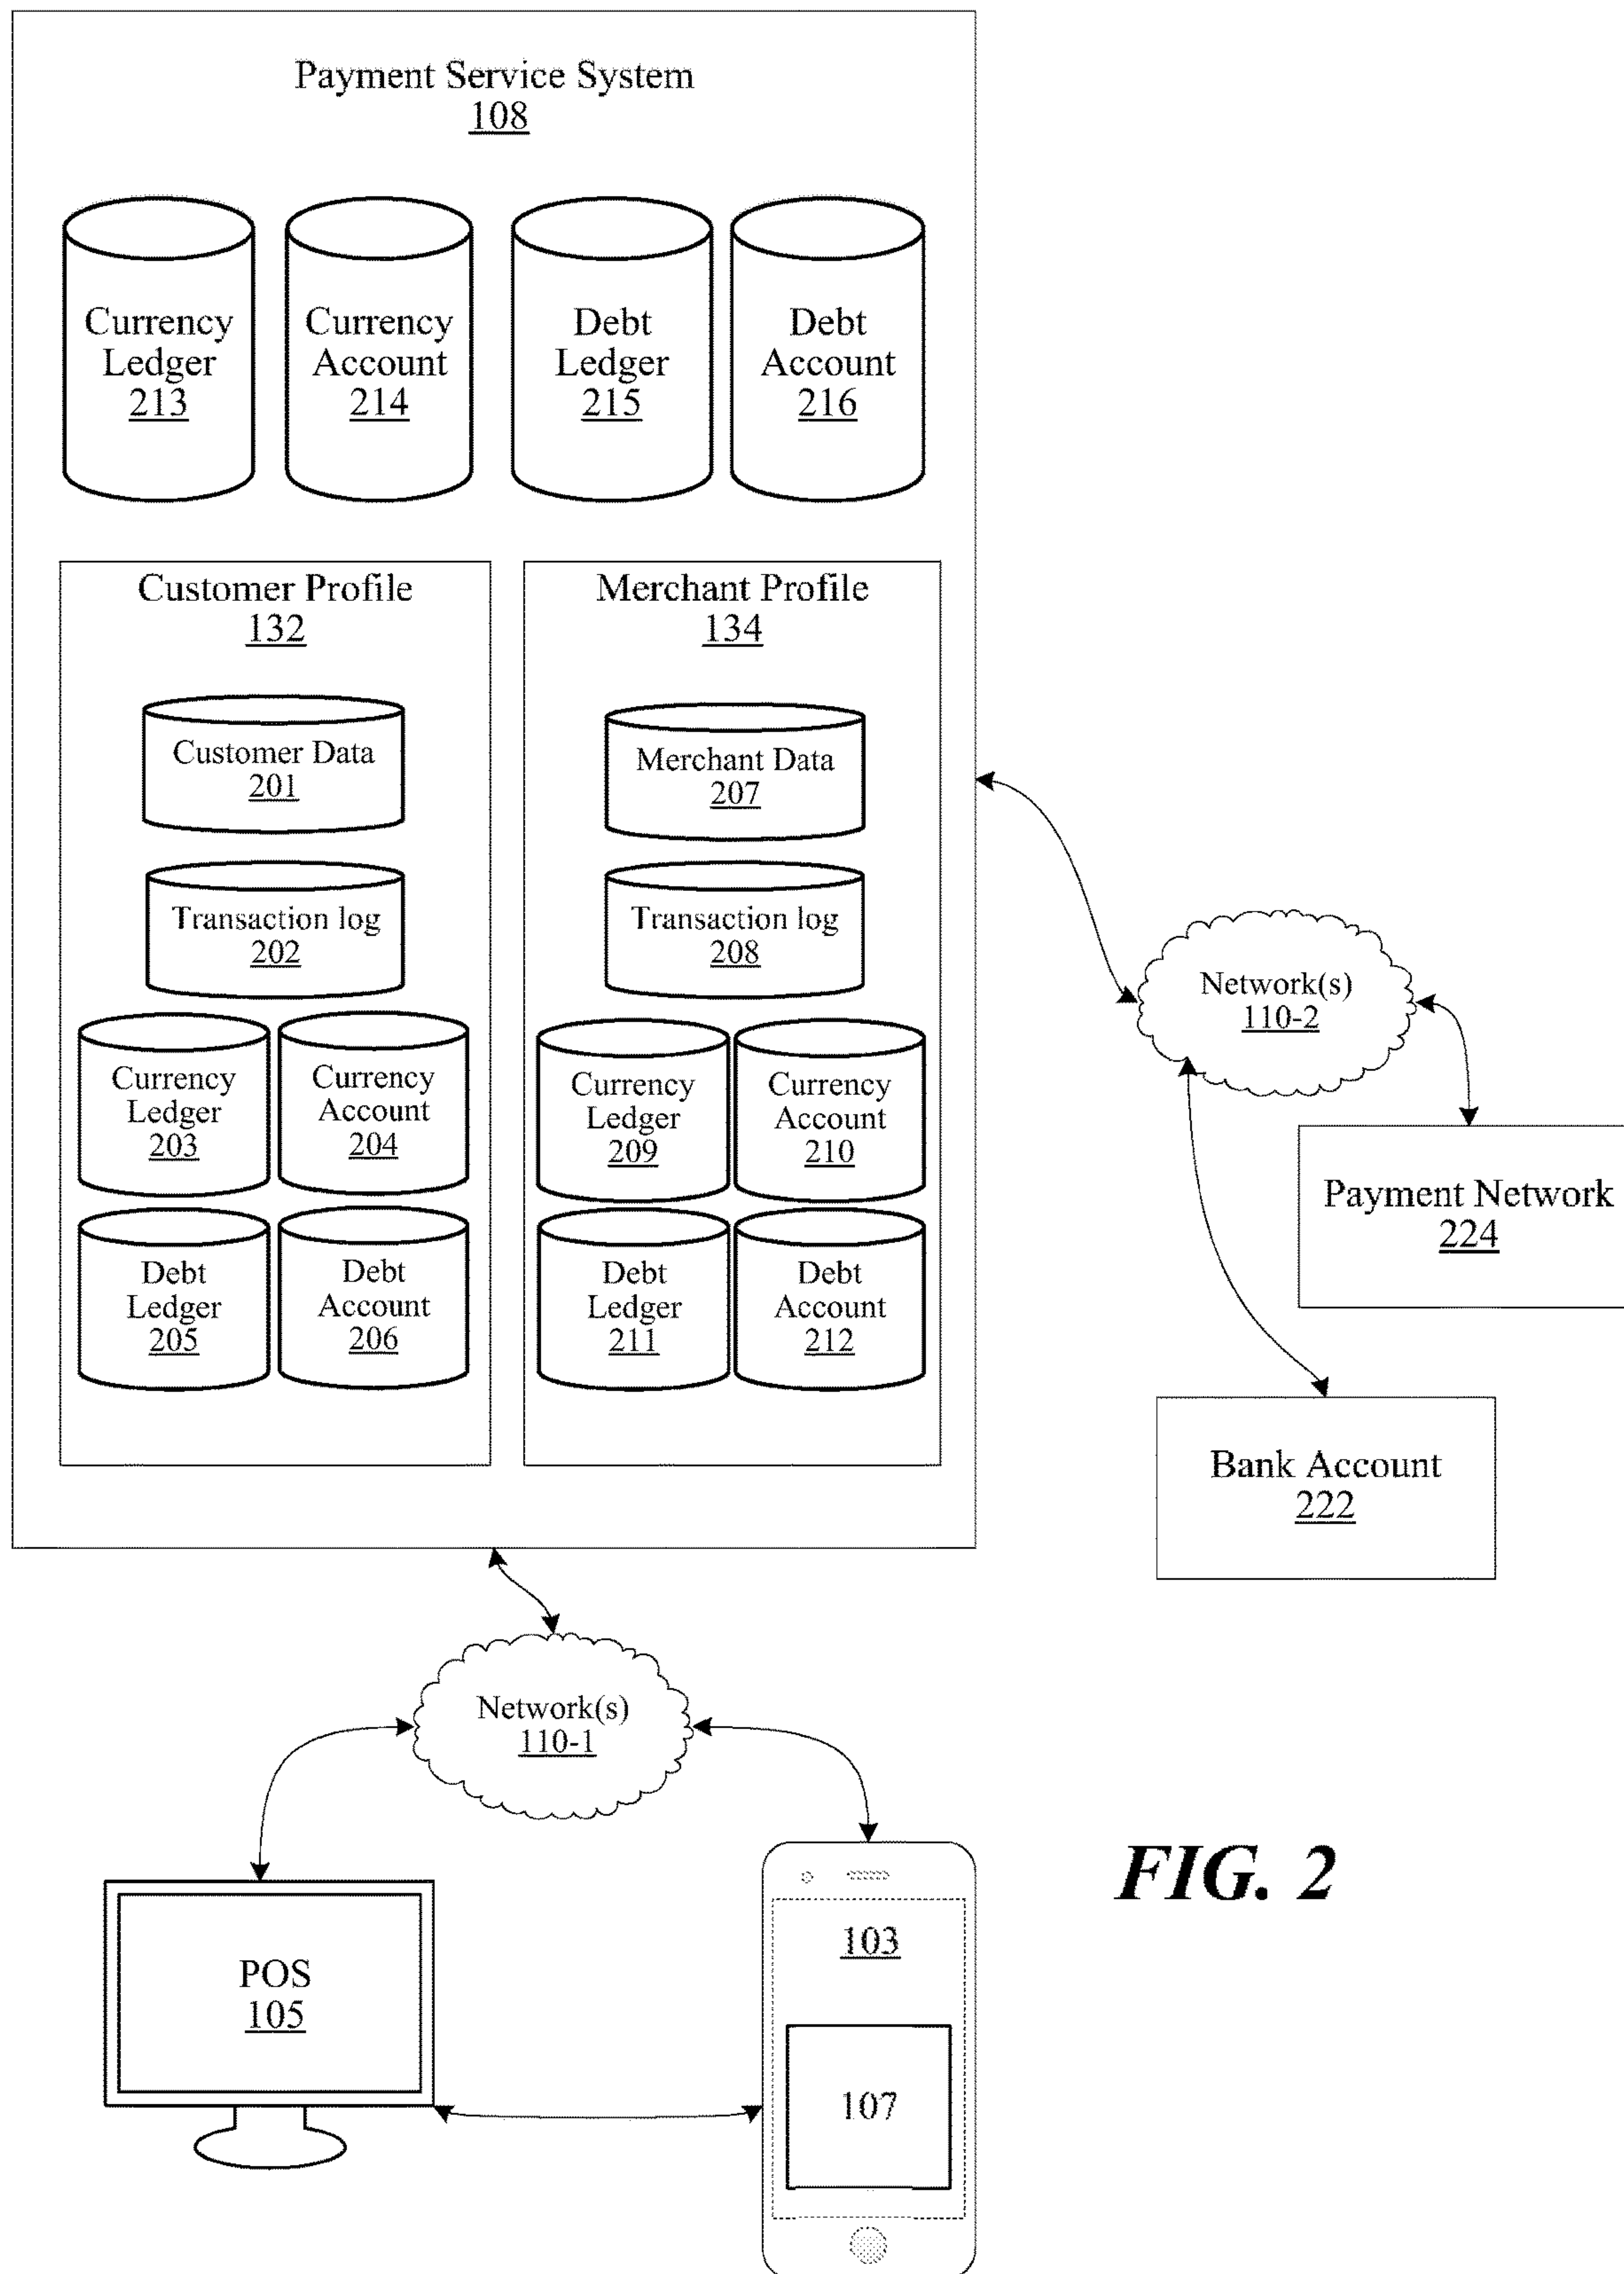 Payment Service System
108
Currency
Ledger
213
Currency
Account
214
Debt
Ledger
215
Debt
Account
216
Customer Profile
132
Customer Data
201
Transaction log
202
Currency
Ledger
203
Currency
Account
204
Debt
Ledger
205
Debt
Account
206
Merchant Profile
134
Merchant Data
207
Transaction log
208
Currency
Ledger
209
Currency
Account
210
Debt
Ledger
211
Debt
Account
212
Network(s)
110-2
Payment Network
224
Bank Account
222
Network(s)
110-1
POS
105
103
107
FIG. 2